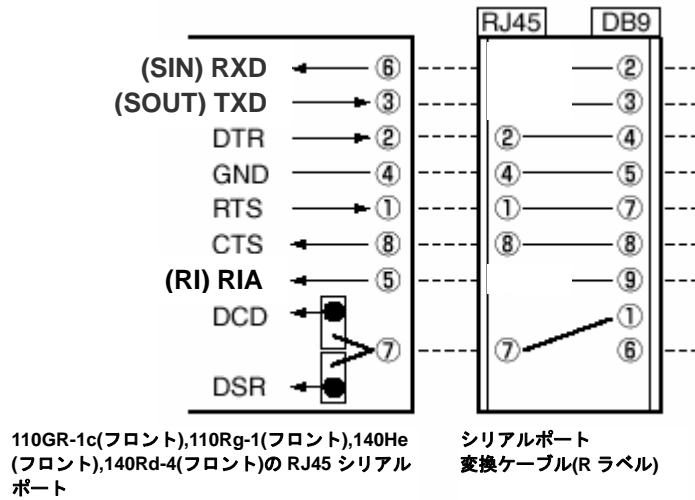 RJ45 DB9
(SIN) RXD ⑥ ②
(SOUT) TXD ③ ③
DTR ② ② ④
GND ④ ④ ⑤
RTS ① ① ⑦
CTS ⑧ ⑧ ⑧
(RI) RIA ⑤ ⑨
DCD ①
⑦ ⑦ ⑥
DSR
110GR-1c(フロント),110Rg-1(フロント),140He
(フロント),140Rd-4(フロント)の RJ45 シリアル
ポート
シリアルポート
変換ケーブル(R ラベル)